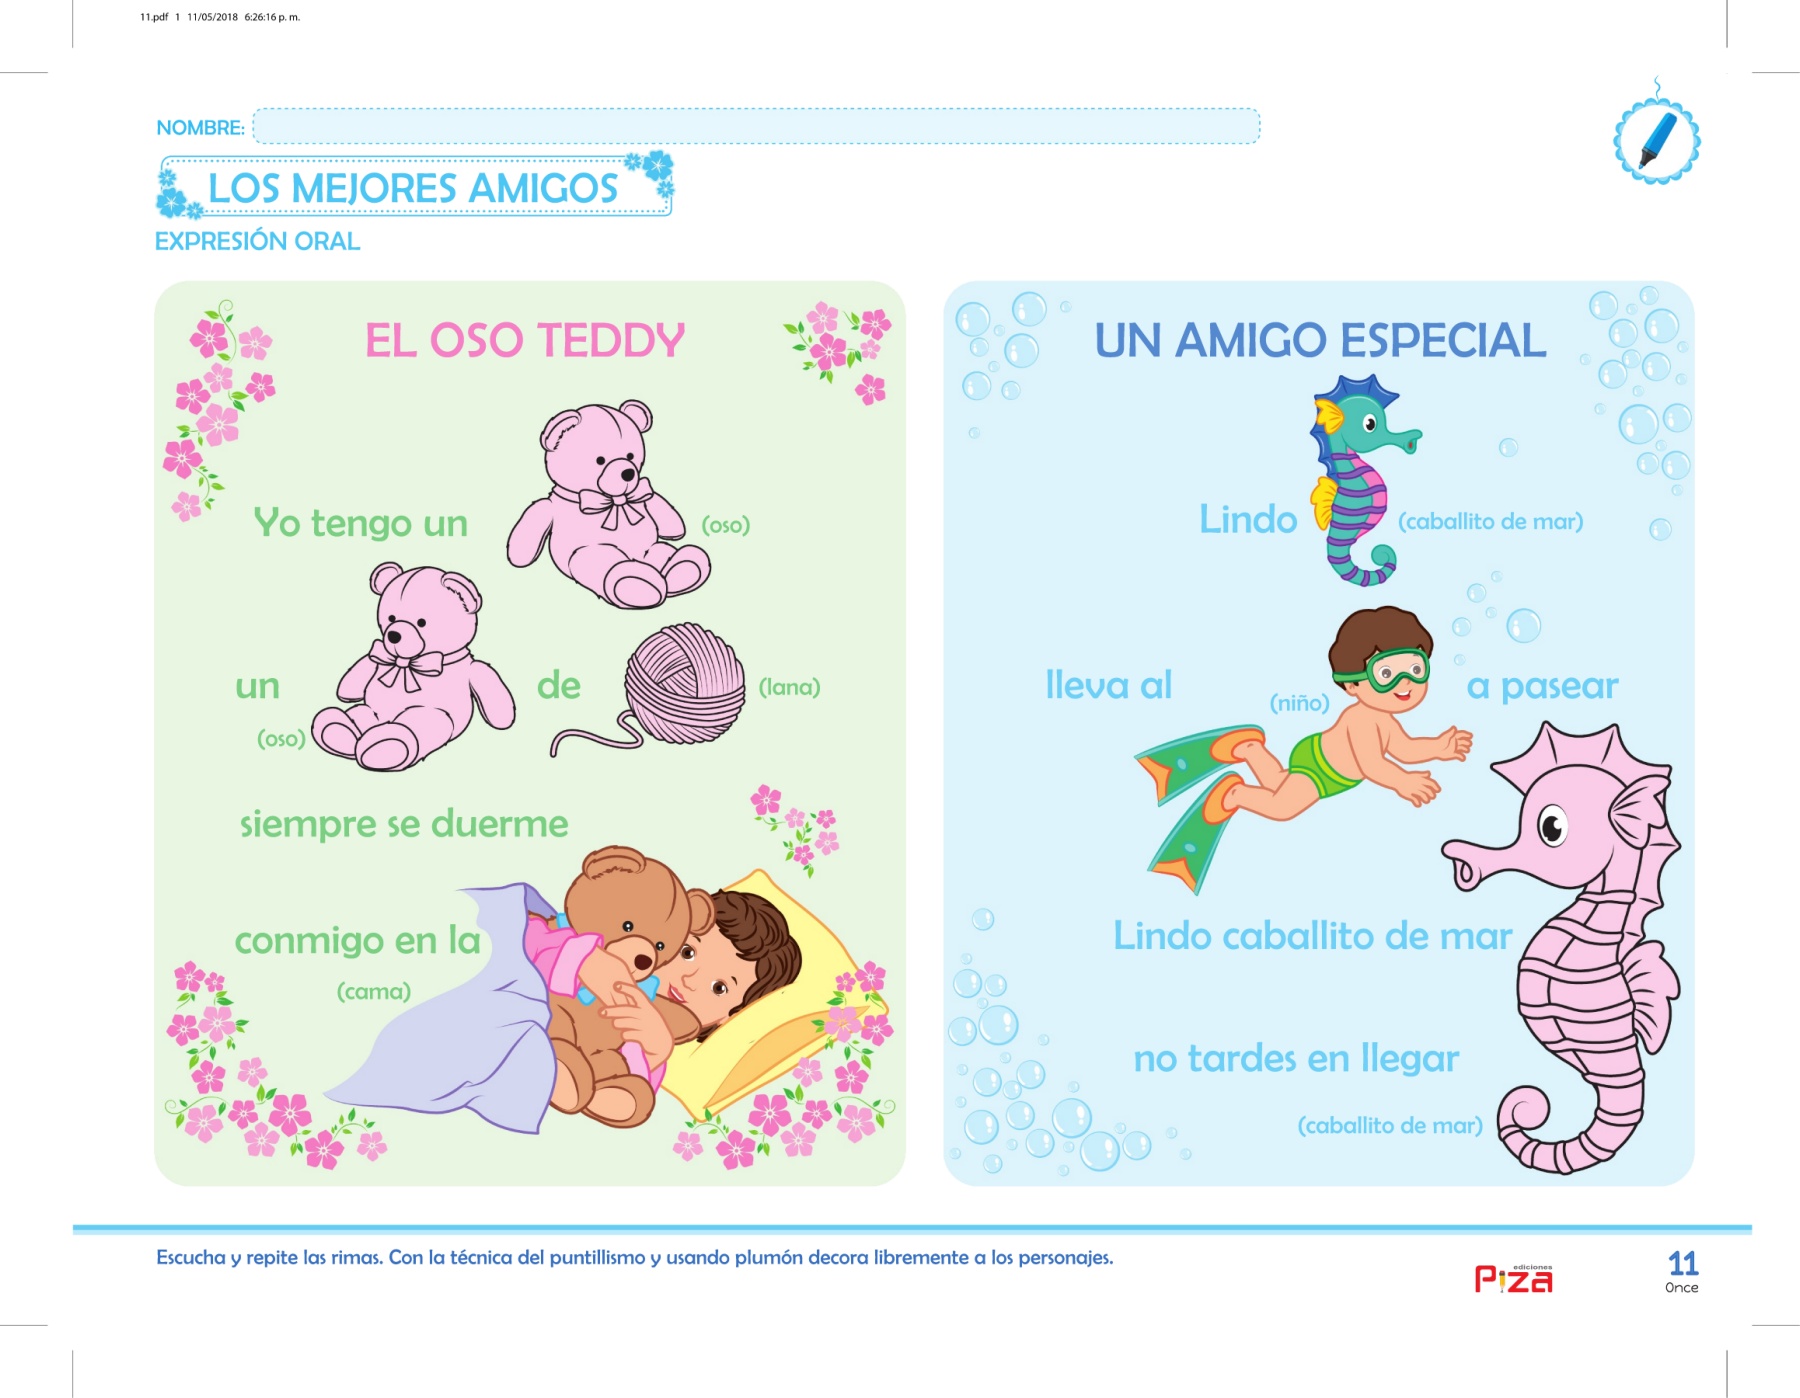 11.pdf 1 11/05/2018 6:26:16 p. m.
NOMBRE:
LOS MEJORES AMIGOS
EXPRESIÓN ORAL
EL OSO TEDDY
Yo tengo un (oso)
un (oso) de (lana)
siempre se duerme
conmigo en la
(cama)
UN AMIGO ESPECIAL
Lindo (caballito de mar)
lleva al (niño) a pasear
Lindo caballito de mar
no tardes en llegar
(caballito de mar)
Escucha y repite las rimas. Con la técnica del puntillismo y usando plumón decora libremente a los personajes.
ediciones
Piza
11
Once